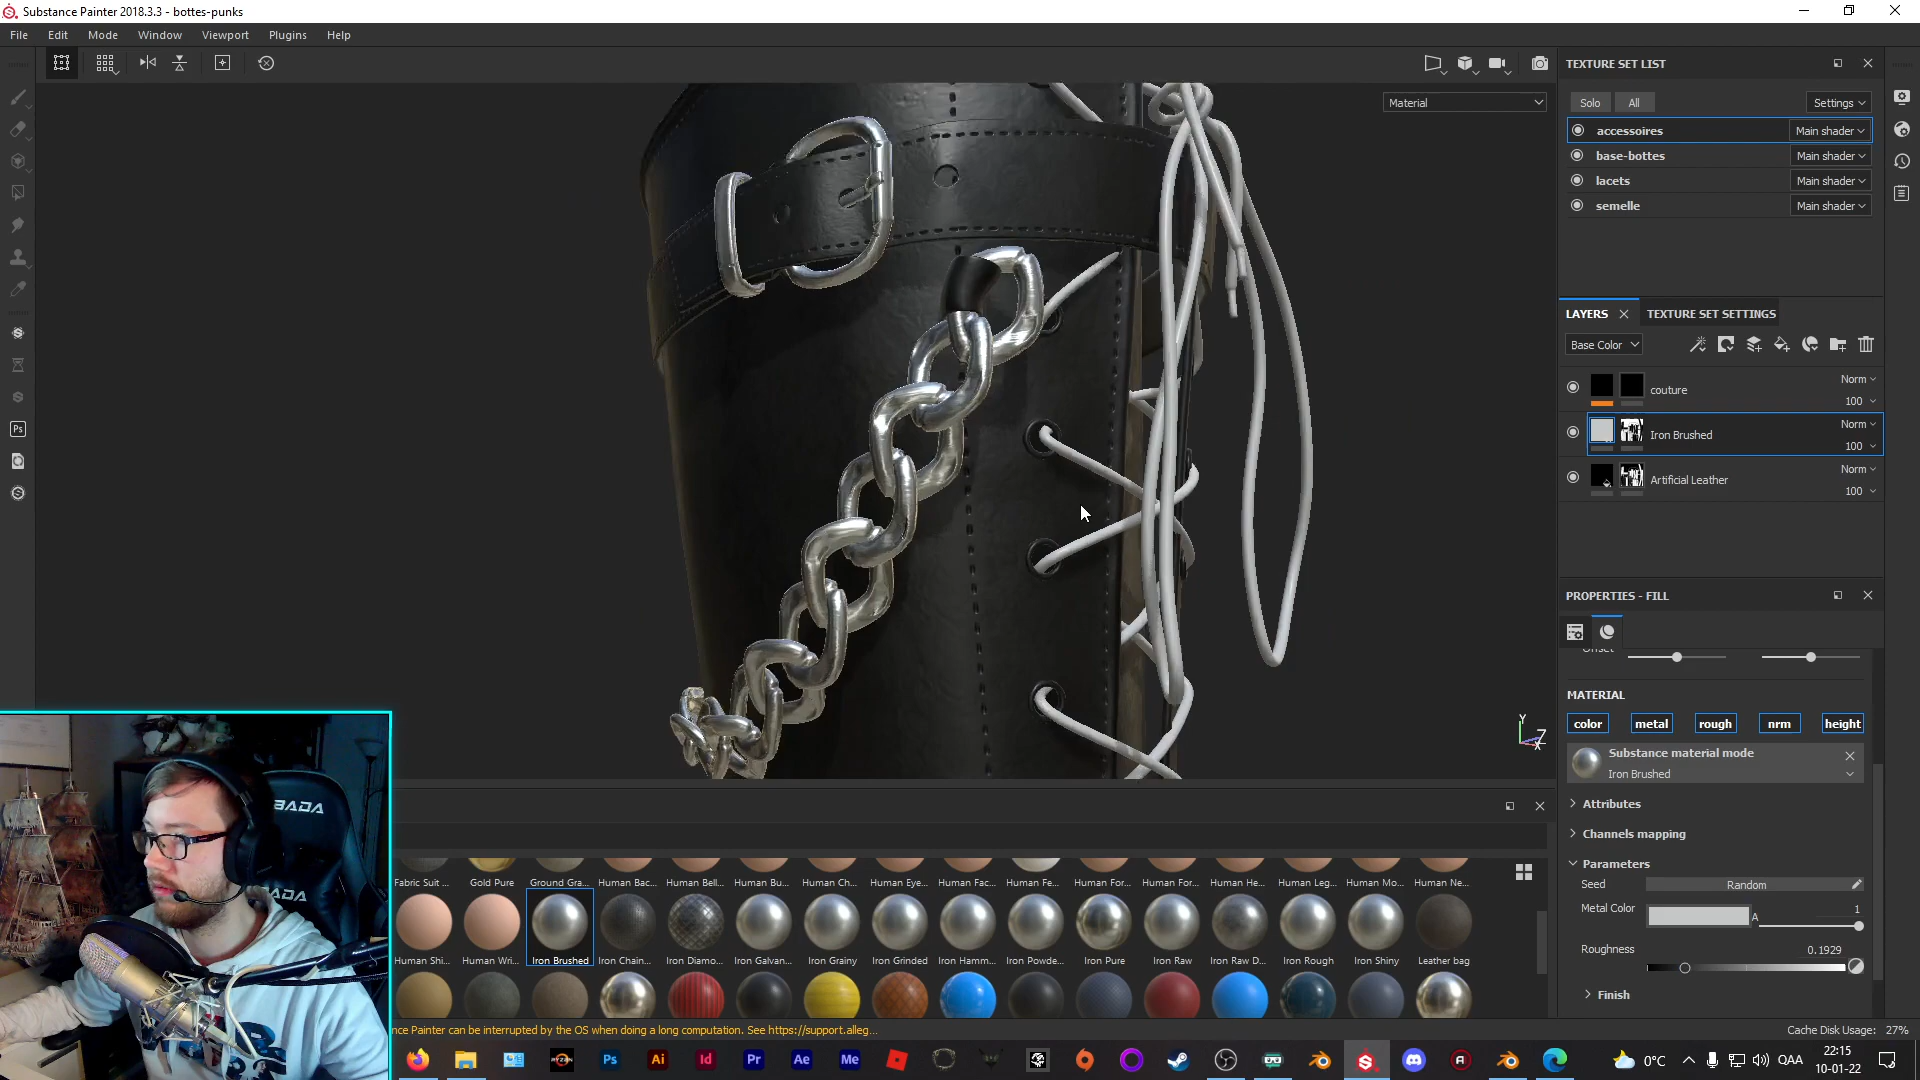 Substance Painter 2018.3.3 - bottes-punks
File Edit Mode Window Viewport Plugins Help
Material
TEXTURE SET LIST
Solo All Settings
accessoires Main shader
base-bottes Main shader
lacets Main shader
semelle Main shader
LAYERS TEXTURE SET SETTINGS
Base Color
couture Norm 100
Iron Brushed Norm 100
Artificial Leather Norm 100
PROPERTIES - FILL
Offset
MATERIAL
color metal rough nrm height
Substance material mode
Iron Brushed
Attributes
Channels mapping
Parameters
Seed Random
Metal Color A 1
Roughness 0.1929
Finish
Fabric Suit ... Gold Pure Ground Gra... Human Bac... Human Bell... Human Bu... Human Ch... Human Eye... Human Fac... Human Fe... Human For... Human For... Human He... Human Leg... Human Mo... Human Ne...
Human Shi... Human Wri... Iron Brushed Iron Chain... Iron Diamo... Iron Galvan... Iron Grainy Iron Grinded Iron Hamm... Iron Powde... Iron Pure Iron Raw Iron Raw D... Iron Rough Iron Shiny Leather bag
nce Painter can be interrupted by the OS when doing a long computation. See https://support.alleg...
Cache Disk Usage: 27%
BADA
ADA
Ps
RYZEN Ps Ai Id Pr Ae Me
0°C QAA 22:15
10-01-22
Y
Z
X